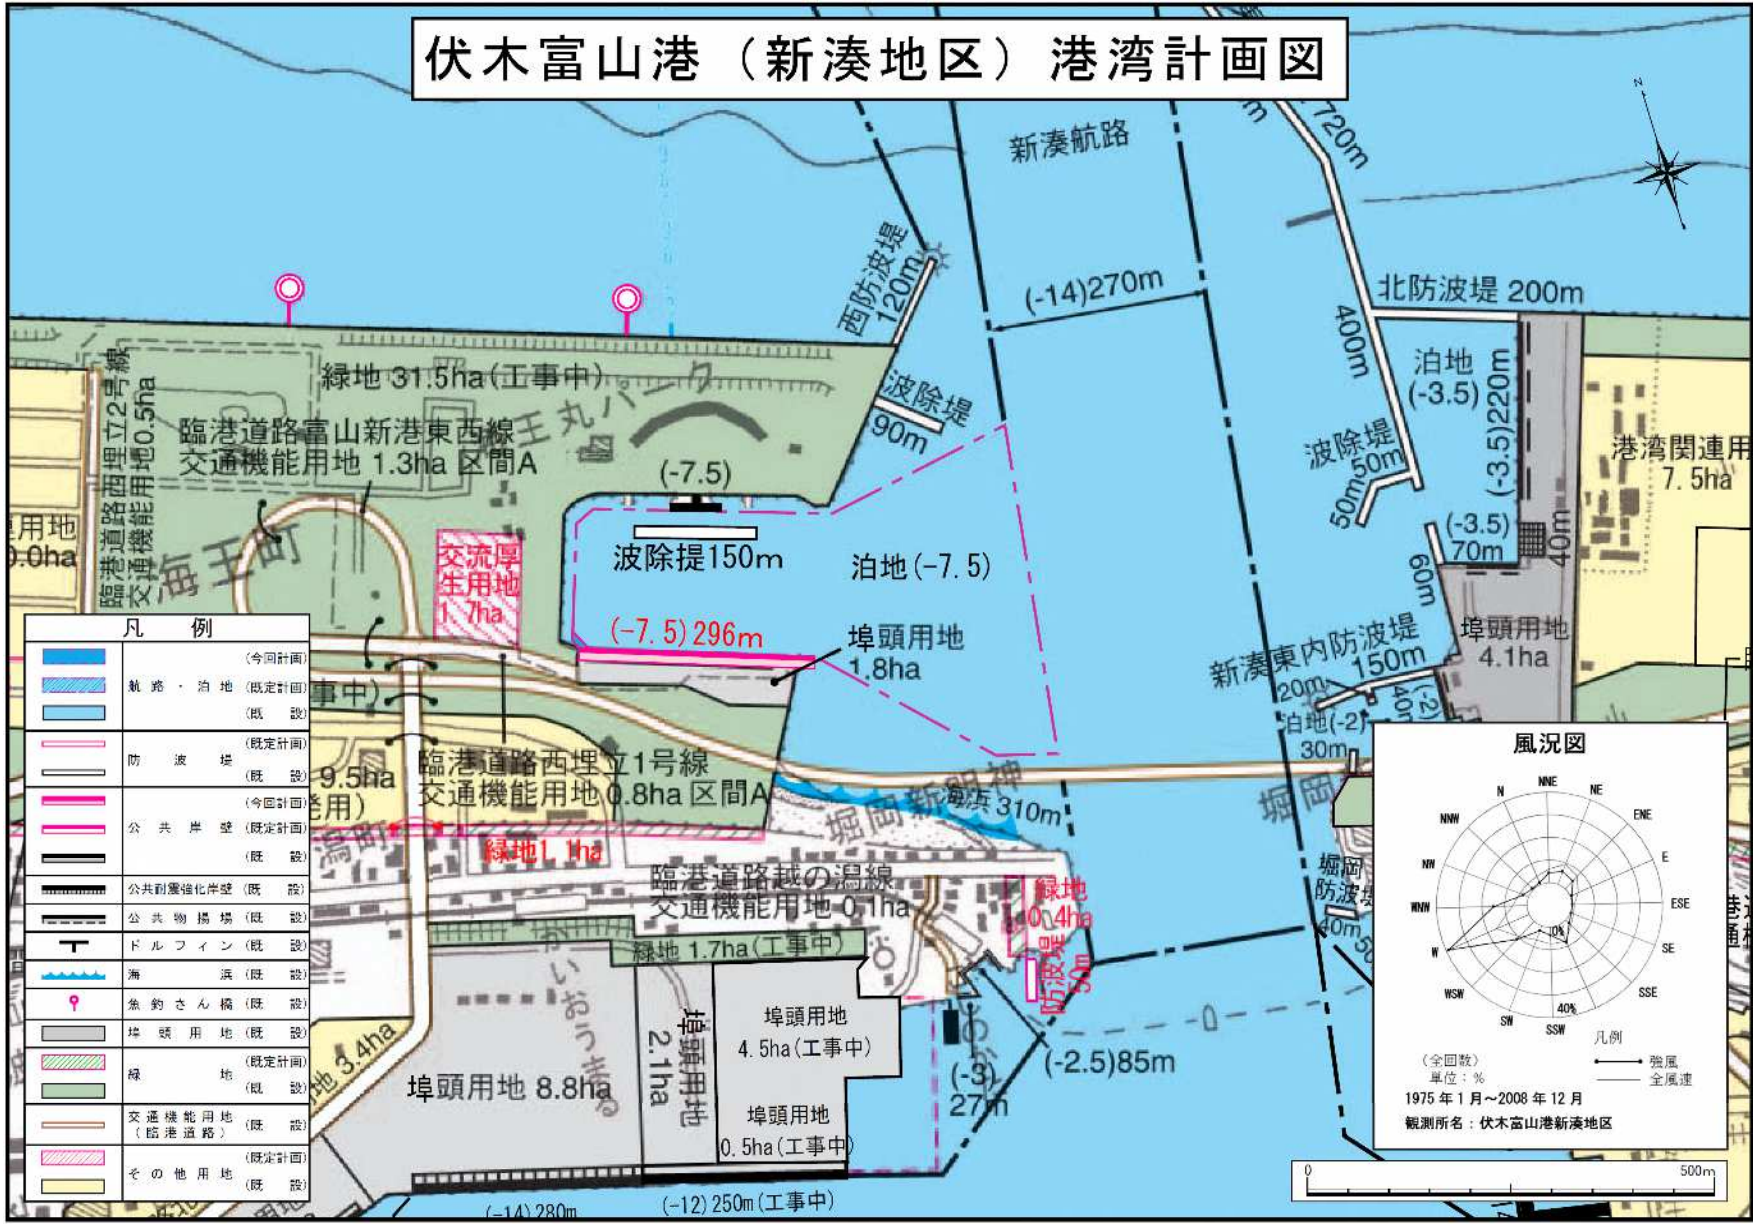 伏木富山港（新湊地区）港湾計画図
新湊航路
720m
西防波堤
120m
(-14)270m
北防波堤 200m
400m
泊地
(-3.5)
(-3.5)220m
波除堤
90m
緑地 31.5ha(工事中)
海王丸パーク
臨港道路西埋立2号線
交通機能用地0.5ha
臨港道路富山新港東西線
交通機能用地 1.3ha 区間A
(-7.5)
波除堤
50m
50m
港湾関連用
7.5ha
(-3.5)
70m
40m
60m
用地
0.0ha
海王町
交流厚
生用地
1.7ha
波除提150m
泊地(-7.5)
(-7.5)296m
埠頭用地
1.8ha
埠頭用地
4.1ha
新湊東内防波堤
150m
20m
泊地(-2)
30m
(-2)
40m
事中)
9.5ha
臨港道路西埋立1号線
交通機能用地 0.8ha 区間A
堀岡新明神
海浜 310m
堀岡
緑地1.1ha
臨港道路越の潟線
交通機能用地 0.1ha
緑地
0.4ha
防波堤
50m
堀岡
防波堤
40m
緑地 1.7ha(工事中)
かいおうまる
埠頭用地 8.8ha
埠頭用地
2.1ha
埠頭用地
4.5ha(工事中)
埠頭用地
0.5ha(工事中)
(-3)
27m
(-2.5)85m
3.4ha
(-14)280m
(-12)250m(工事中)
凡例
航路・泊地
(今回計画)
(既定計画)
(既設)
防波堤
(既定計画)
(既設)
公共岸壁
(今回計画)
(既定計画)
(既設)
公共耐震強化岸壁 (既設)
公共物揚場 (既設)
ドルフィン (既設)
海浜 (既設)
魚釣さん橋 (既設)
埠頭用地 (既設)
緑地
(既定計画)
(既設)
交通機能用地
(臨港道路)
(既設)
その他用地
(既定計画)
(既設)
風況図
N
NNE
NE
ENE
E
ESE
SE
SSE
SSW
SW
WSW
W
WNW
NW
NNW
0%
40%
凡例
(全回数)
単位：%
強風
全風速
1975 年 1 月～2008 年 12 月
観測所名：伏木富山港新湊地区
0
500m